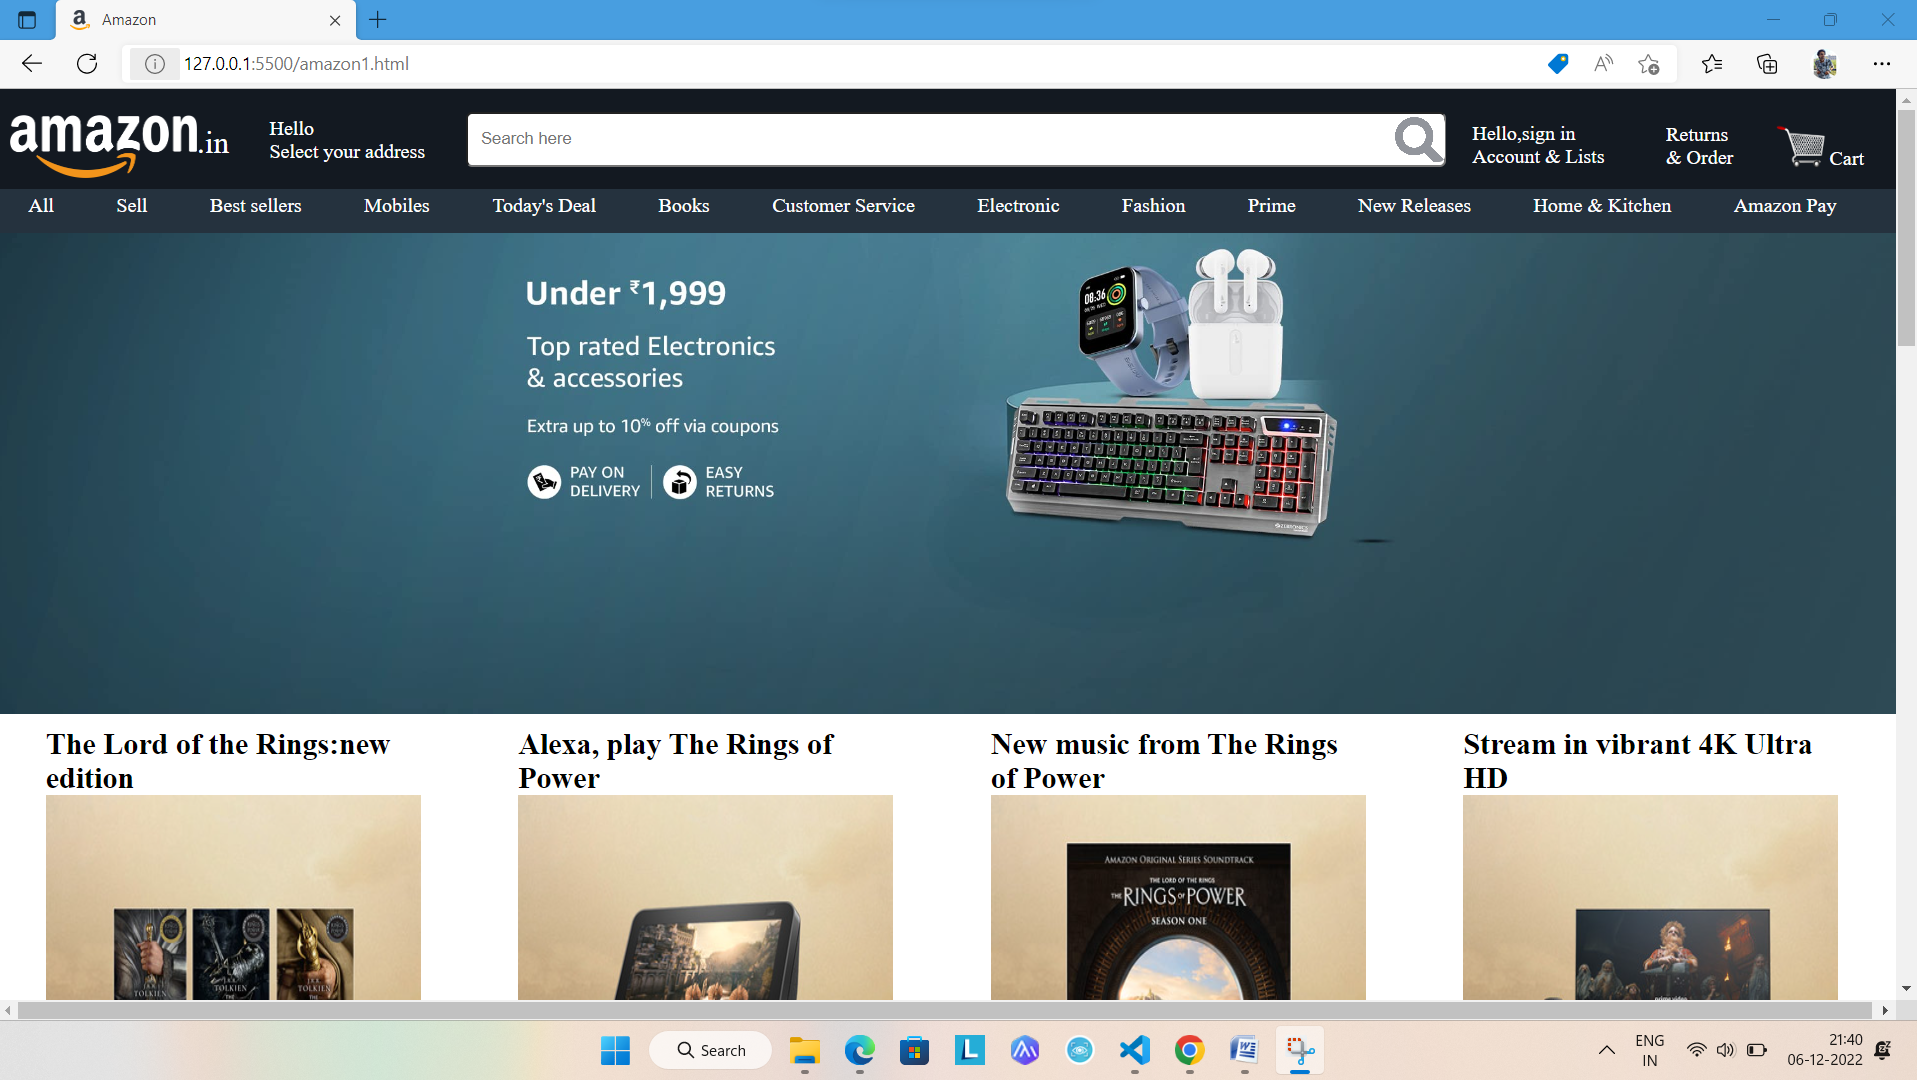 Amazon
127.0.0.1:5500/amazon1.html
amazon.in
Hello
Select your address
Search here
Hello,sign in
Account & Lists
Returns
& Order
Cart
All Sell Best sellers Mobiles Today's Deal Books Customer Service Electronic Fashion Prime New Releases Home & Kitchen Amazon Pay
Under ₹1,999
Top rated Electronics
& accessories
Extra up to 10% off via coupons
PAY ON
DELIVERY
EASY
RETURNS
08:36
The Lord of the Rings:new
edition
Alexa, play The Rings of
Power
New music from The Rings
of Power
Stream in vibrant 4K Ultra
HD
J.R.R.
TOLKIEN
J.R.R.
TOLKIEN
THE
J.R.R.
TOLKIEN
THE
AMAZON ORIGINAL SERIES SOUNDTRACK
THE LORD OF THE RINGS
THE RINGS OF POWER
SEASON ONE
prime video
Search
ENG
IN
21:40
06-12-2022